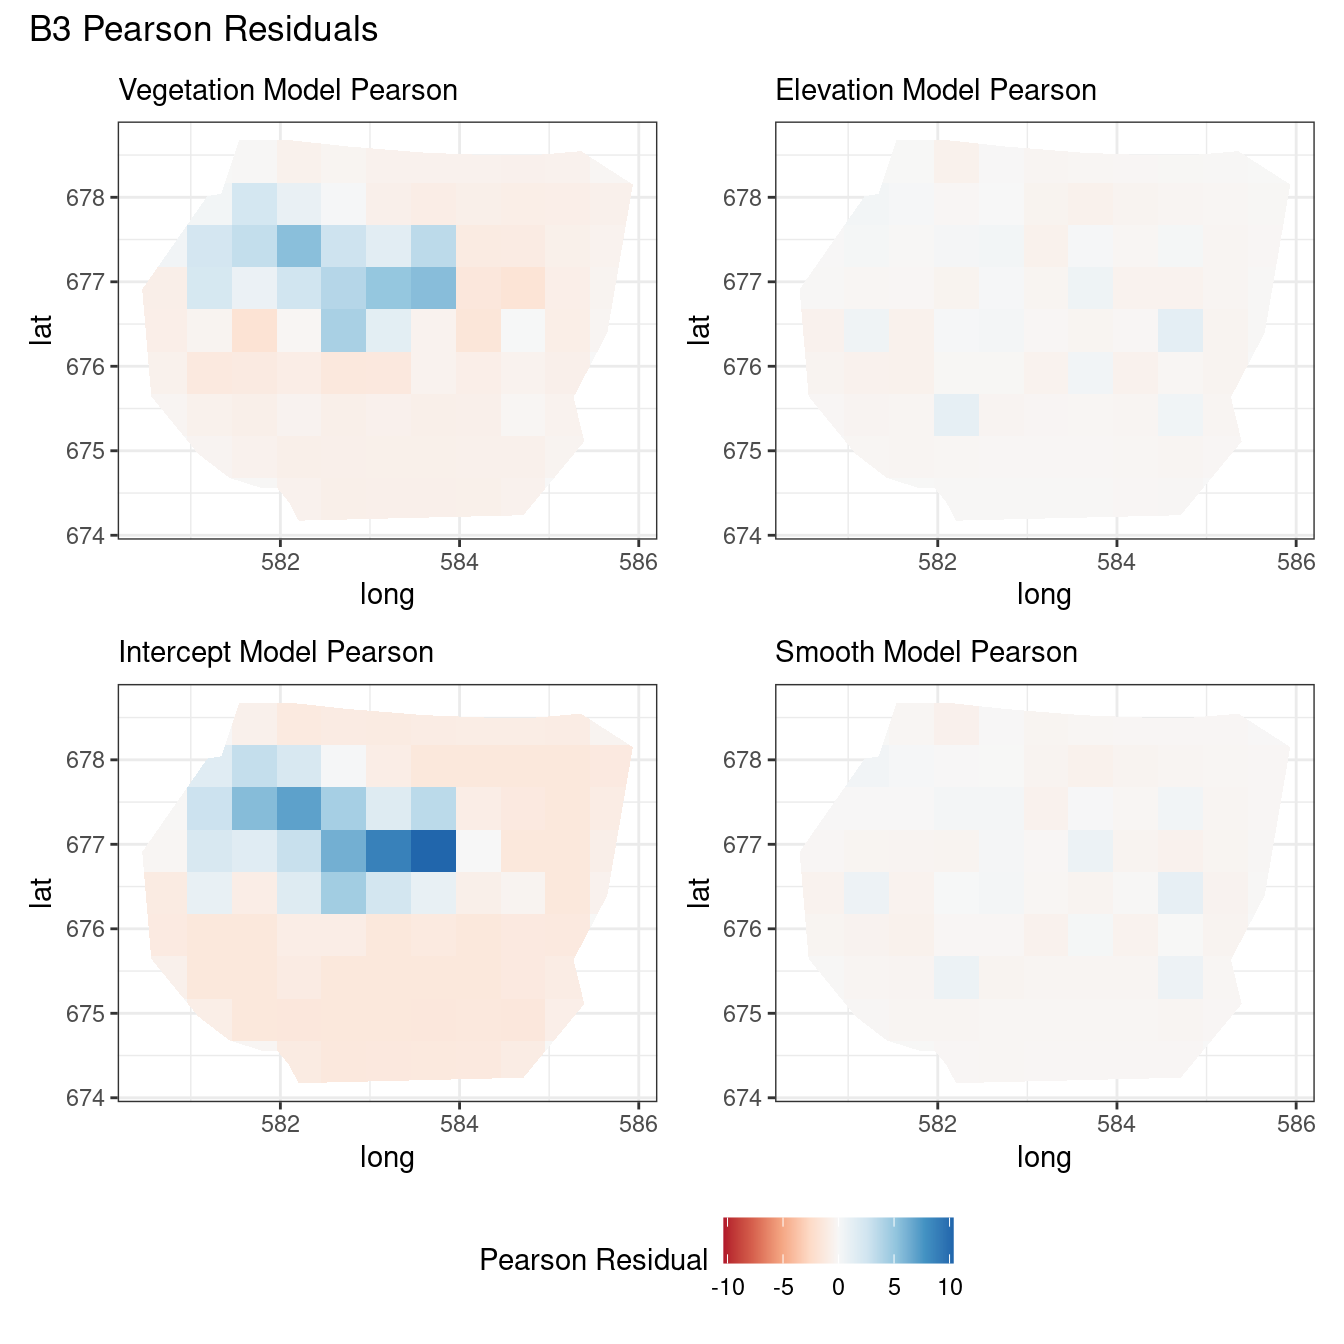 B3 Pearson Residuals
Vegetation Model Pearson
678
677
676
675
674
lat
582 584 586
long
Elevation Model Pearson
678
677
676
675
674
lat
582 584 586
long
Intercept Model Pearson
678
677
676
675
674
lat
582 584 586
long
Smooth Model Pearson
678
677
676
675
674
lat
582 584 586
long
Pearson Residual
-10 -5 0 5 10